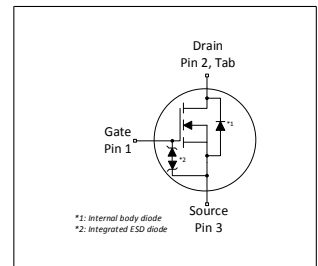 Drain
Pin 2, Tab
*1
Gate
Pin 1
*2
Source
Pin 3
*1: Internal body diode
*2: Integrated ESD diode